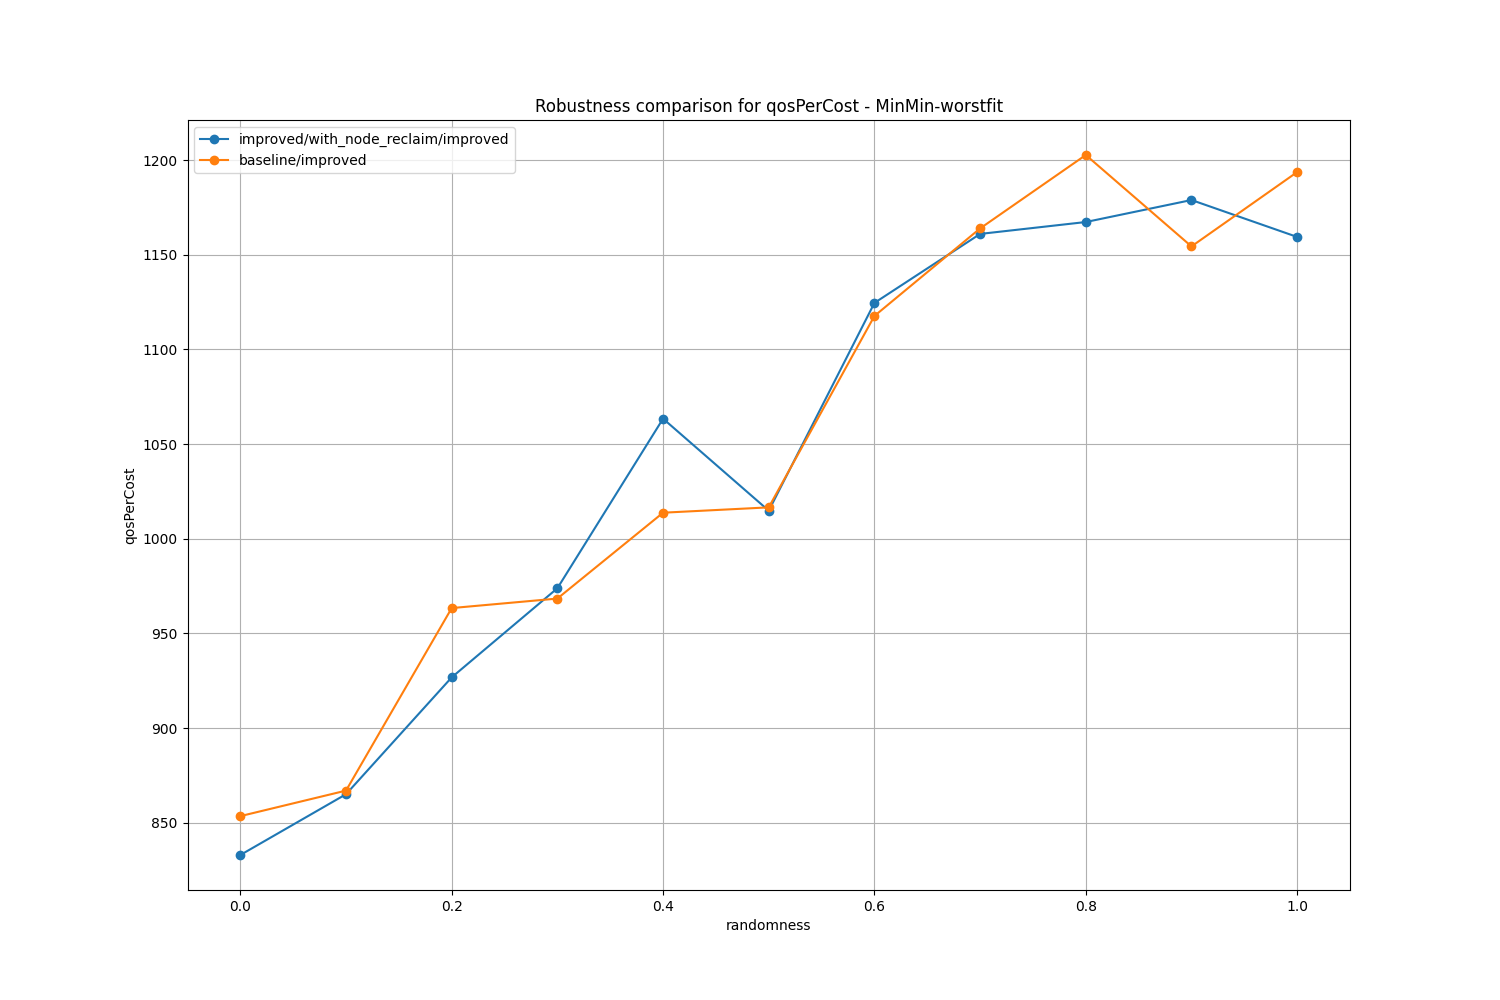 Robustness comparison for qosPerCost - MinMin-worstfit
improved/with_node_reclaim/improved
baseline/improved
1200
1150
1100
1050
1000
950
900
850
qosPerCost
0.0 0.2 0.4 0.6 0.8 1.0
randomness